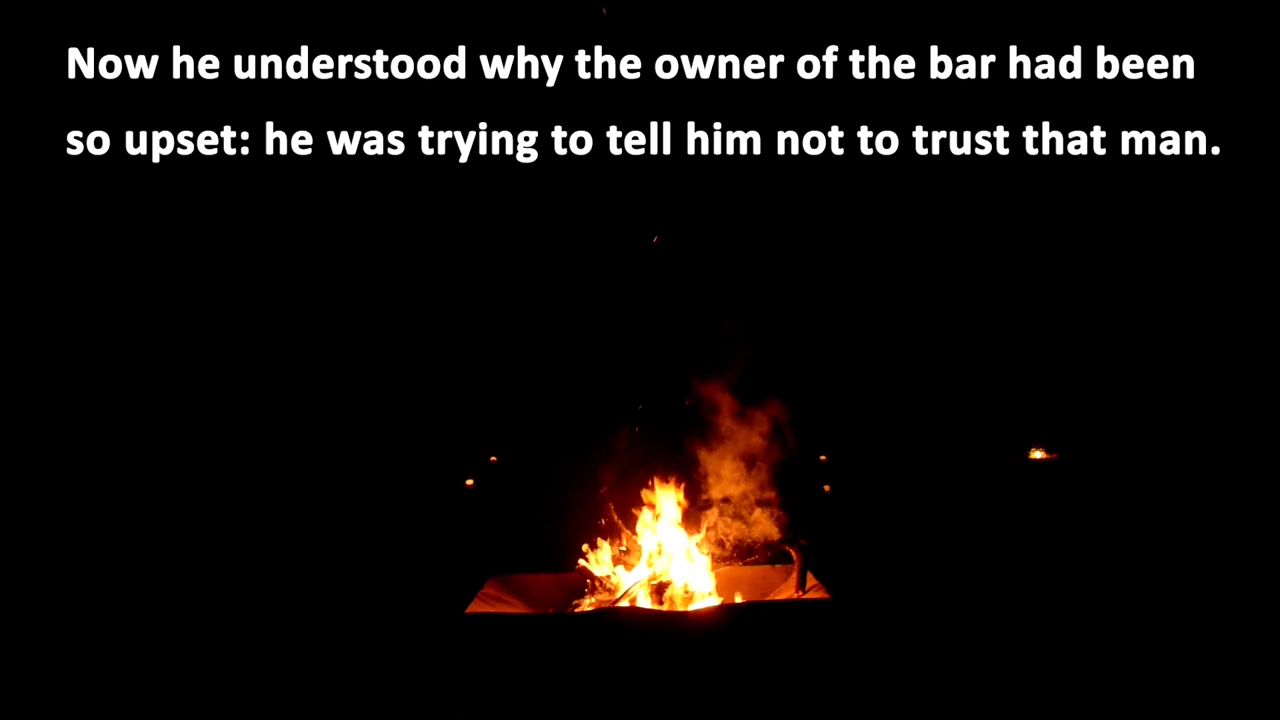 Now he understood why the owner of the bar had been
so upset: he was trying to tell him not to trust that man.